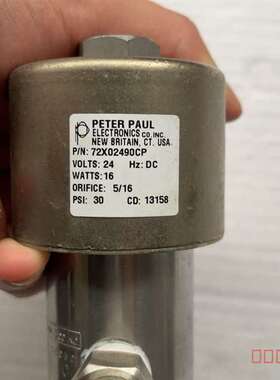 PETER PAUL
ELECTRONICS CO. INC.
NEW BRITAIN, CT. USA.
P/N: 72X02490CP
VOLTS: 24 Hz: DC
WATTS: 16
ORIFICE: 5/16
PSI: 30 CD: 13158